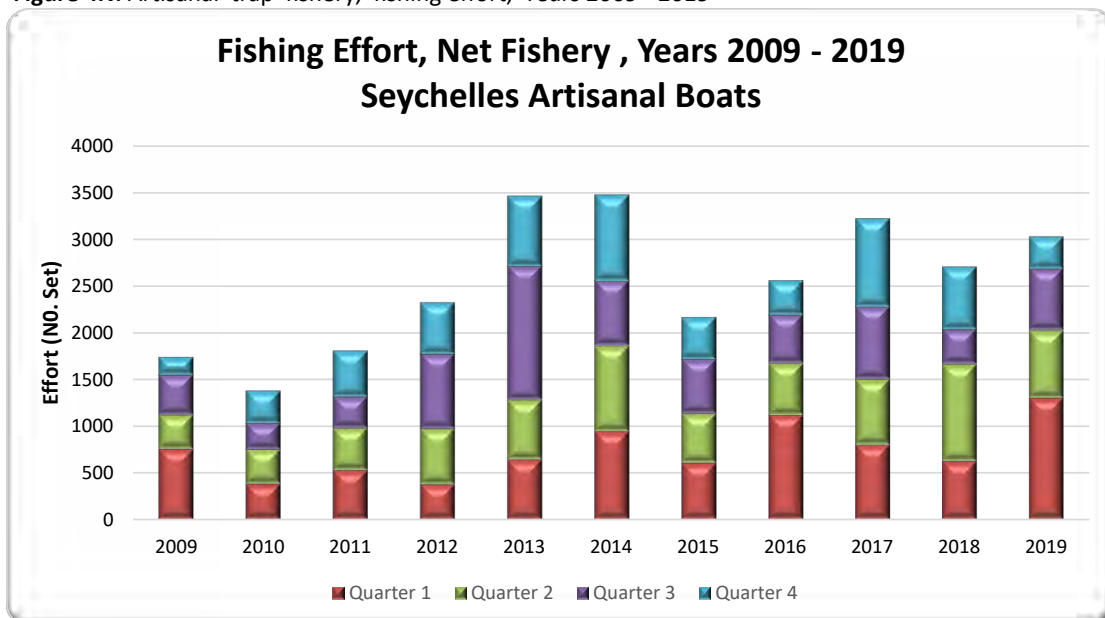 Fishing Effort, Net Fishery , Years 2009 - 2019
Seychelles Artisanal Boats
Effort (N0. Set)
4000
3500
3000
2500
2000
1500
1000
500
0
2009 2010 2011 2012 2013 2014 2015 2016 2017 2018 2019
Quarter 1 Quarter 2 Quarter 3 Quarter 4